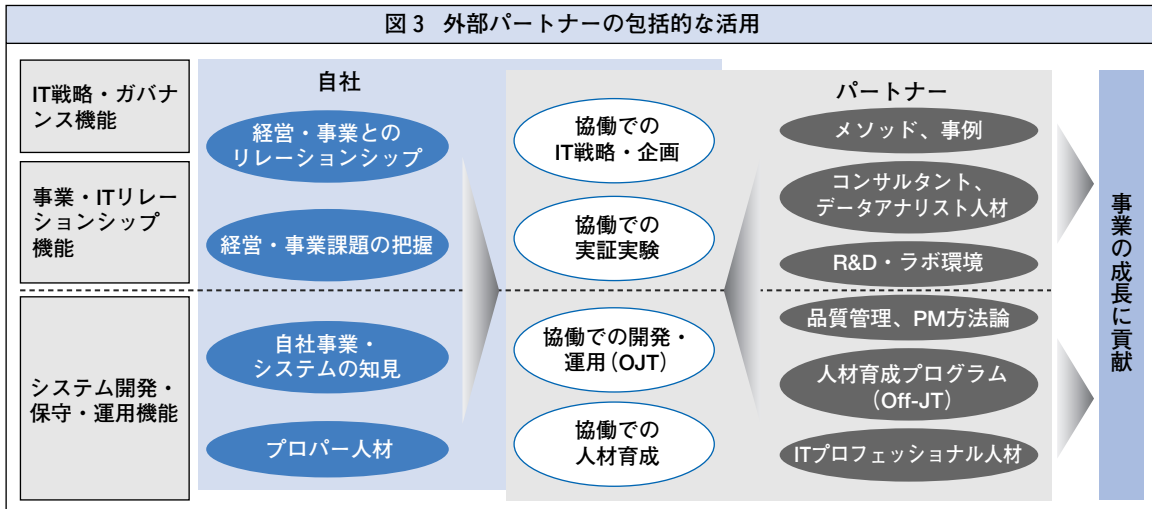 図3 外部パートナーの包括的な活用
IT戦略・ガバナ
ンス機能
事業・ITリレー
ションシップ
機能
システム開発・
保守・運用機能
自社
経営・事業との
リレーションシップ
経営・事業課題の把握
自社事業・
システムの知見
プロパー人材
協働での
IT戦略・企画
協働での
実証実験
協働での開発・
運用(OJT)
協働での
人材育成
パートナー
メソッド、事例
コンサルタント、
データアナリスト人材
R&D・ラボ環境
品質管理、PM方法論
人材育成プログラム
(Off-JT)
ITプロフェッショナル人材
事業の成長に貢献